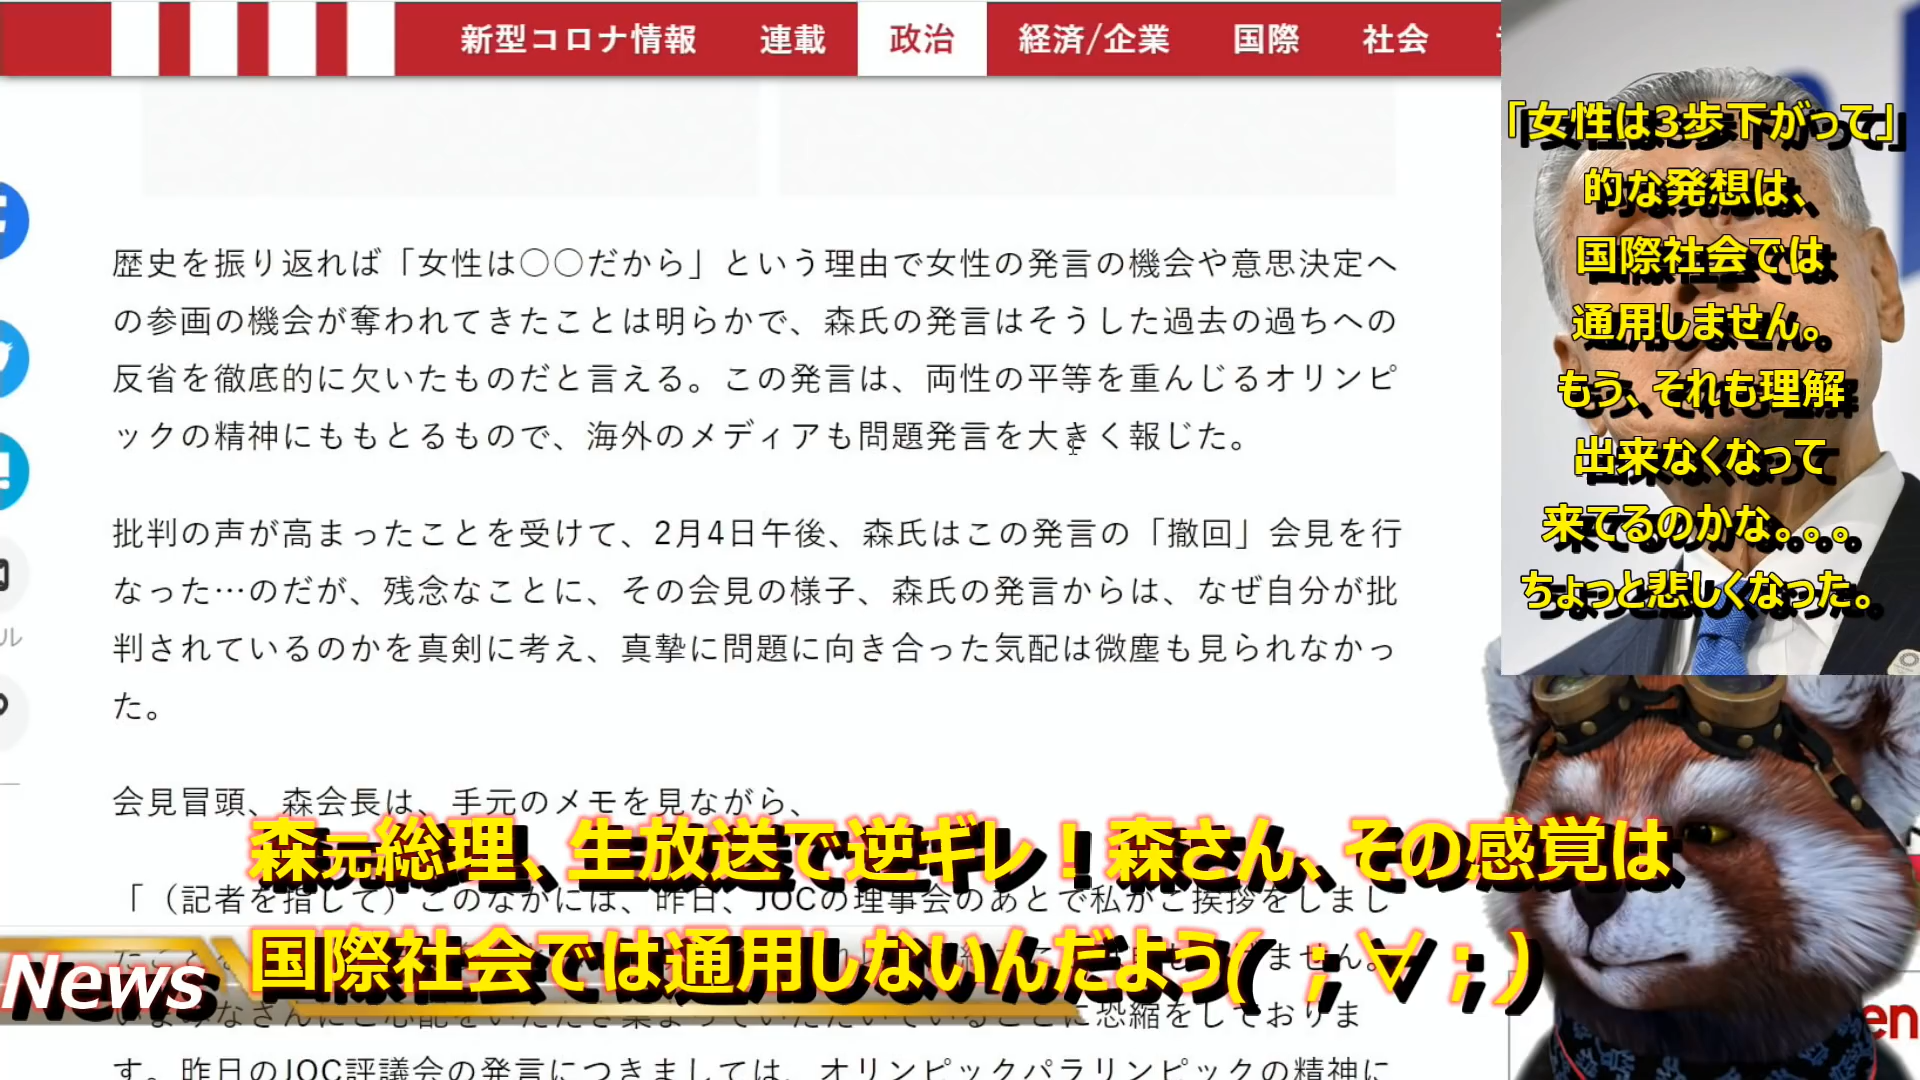 新型コロナ情報 連載 政治 経済/企業 国際 社会
歴史を振り返れば「女性は○○だから」という理由で女性の発言の機会や意思決定へ
の参画の機会が奪われてきたことは明らかで、森氏の発言はそうした過去の過ちへの
反省を徹底的に欠いたものだと言える。この発言は、両性の平等を重んじるオリンピ
ックの精神にももとるもので、海外のメディアも問題発言を大きく報じた。
批判の声が高まったことを受けて、2月4日午後、森氏はこの発言の「撤回」会見を行
なった…のだが、残念なことに、その会見の様子、森氏の発言からは、なぜ自分が批
判されているのかを真剣に考え、真摯に問題に向き合った気配は微塵も見られなかっ
た。
会見冒頭、森会長は、手元のメモを見ながら、
「（記者を指して）このなかには、昨日、JOCの理事会のあとで私がご挨拶をしまし
ません。
恐縮をしておりま
す。昨日のJOC評議会の発言につきましては、オリンピックパラリンピックの精神に
「女性は3歩下がって」
的な発想は、
国際社会では
通用しません。
もう、それも理解
出来なくなって
来てるのかな。。。
ちょっと悲しくなった。
森元総理、生放送で逆ギレ！森さん、その感覚は
国際社会では通用しないんだよう( ；∀；)
News
ル
en